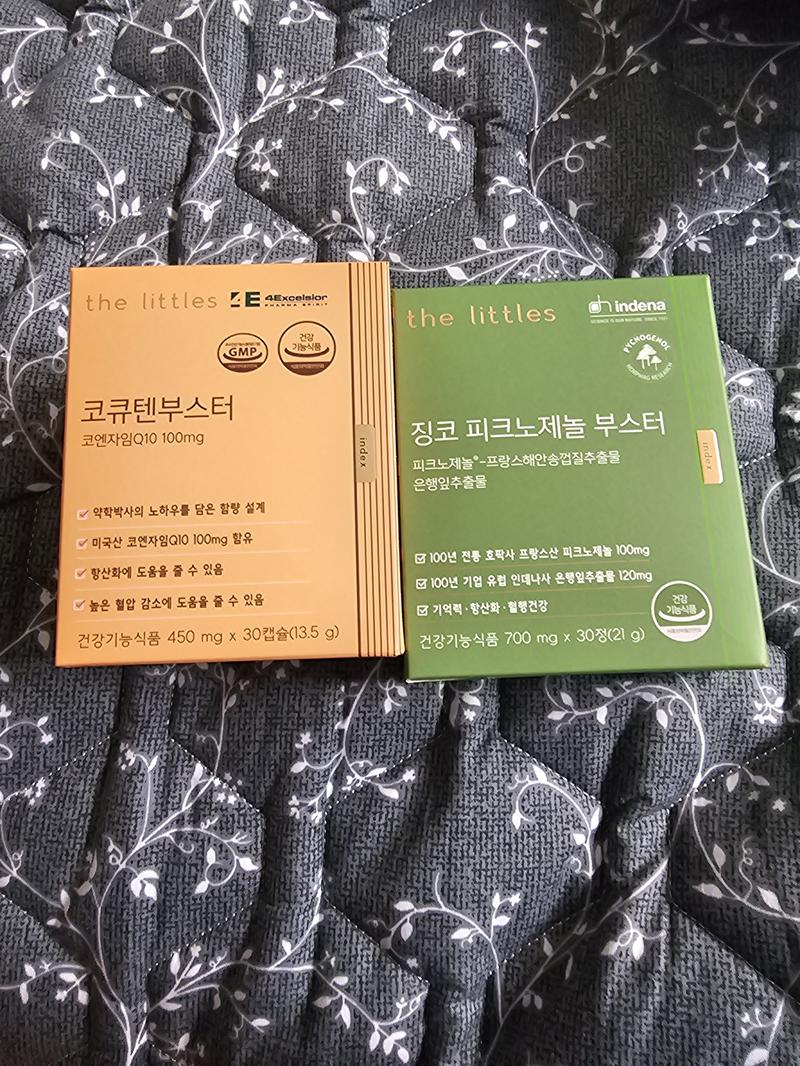 the littles 4E 4Excelsior
PHARMA SPIRIT
GMP
건강
기능식품
코큐텐부스터
코엔자임Q10 100mg
index
약학박사의 노하우를 담은 함량 설계
미국산 코엔자임Q10 100mg 함유
항산화에 도움을 줄 수 있음
높은 혈압 감소에 도움을 줄 수 있음
건강기능식품 450 mg x 30캡슐(13.5 g)
the littles indena
SCIENCE IS OUR NATURE. SINCE 1921
PYCNOGENOL
HORPHAG RESEARCH
징코 피크노제놀 부스터
피크노제놀®-프랑스해안송껍질추출물
은행잎추출물
index
100년 전통 호팍사 프랑스산 피크노제놀 100mg
100년 기업 유럽 인데나사 은행잎추출물 120mg
기억력·항산화·혈행건강
건강
기능식품
건강기능식품 700 mg x 30정(21 g)